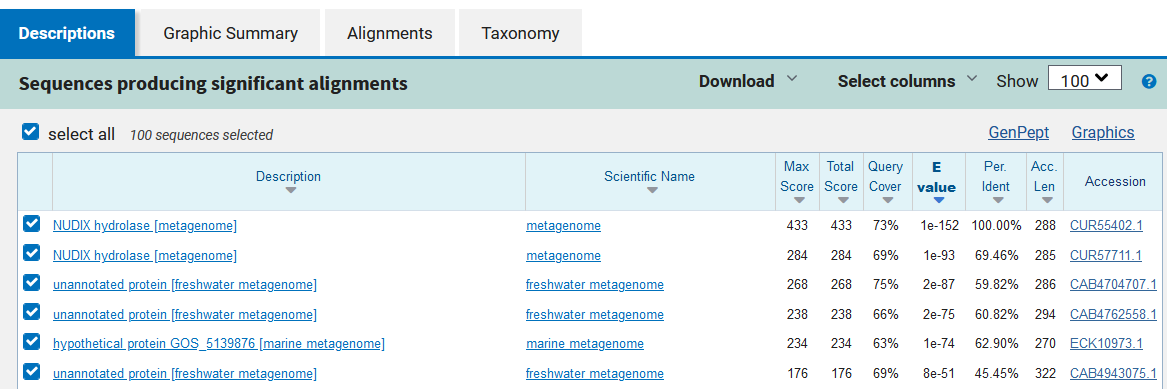 Descriptions Graphic Summary Alignments Taxonomy
Sequences producing significant alignments Download Select columns Show 100 ?
select all 100 sequences selected GenPept Graphics
Description Scientific Name Max Score Total Score Query Cover E value Per. Ident Acc. Len Accession
NUDIX hydrolase [metagenome] metagenome 433 433 73% 1e-152 100.00% 288 CUR55402.1
NUDIX hydrolase [metagenome] metagenome 284 284 69% 1e-93 69.46% 285 CUR57711.1
unannotated protein [freshwater metagenome] freshwater metagenome 268 268 75% 2e-87 59.82% 286 CAB4704707.1
unannotated protein [freshwater metagenome] freshwater metagenome 238 238 66% 2e-75 60.82% 294 CAB4762558.1
hypothetical protein GOS_5139876 [marine metagenome] marine metagenome 234 234 63% 1e-74 62.90% 270 ECK10973.1
unannotated protein [freshwater metagenome] freshwater metagenome 176 176 69% 8e-51 45.45% 322 CAB4943075.1